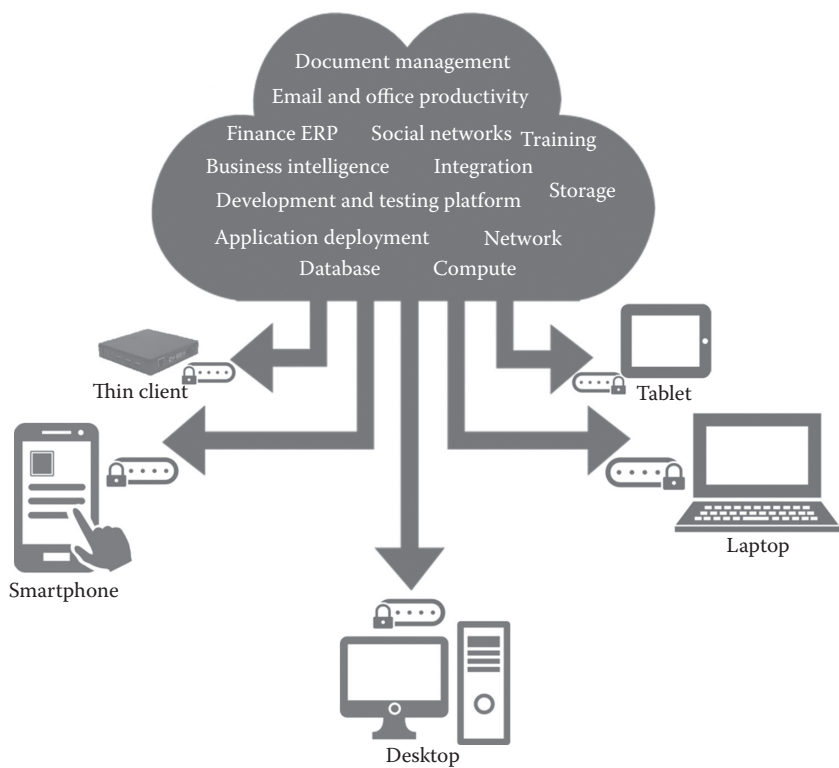 Document management
Email and office productivity
Finance ERP Social networks Training
Business intelligence Integration
Storage
Development and testing platform
Application deployment Network
Database Compute
Thin client
Tablet
Smartphone
Laptop
Desktop